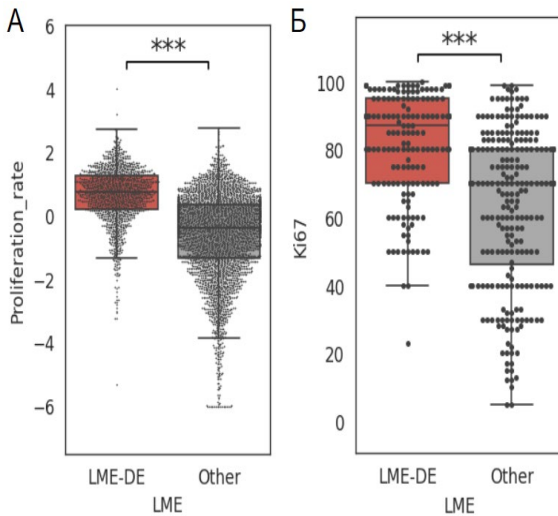 А
***
Proliferation_rate
6
4
2
0
−2
−4
−6
LME-DE Other
LME
Б
***
Ki67
100
80
60
40
20
0
LME-DE Other
LME